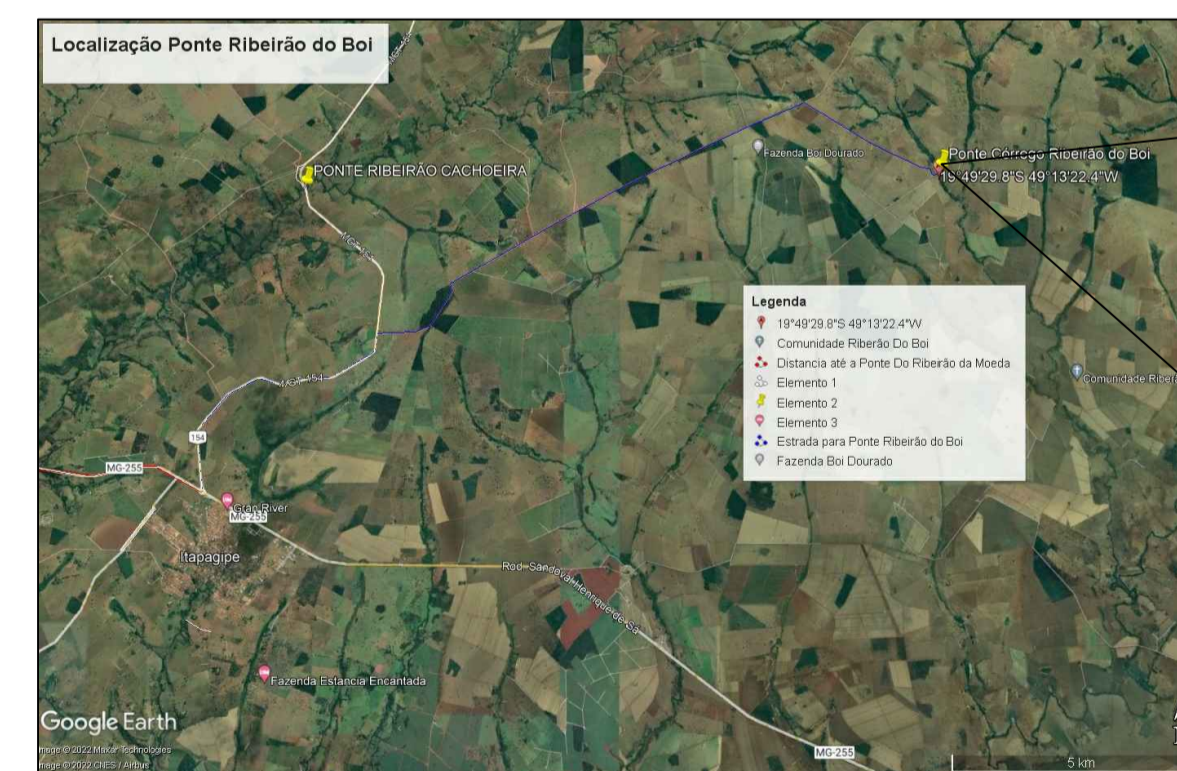 Localização Ponte Ribeirão do Boi
PONTE RIBEIRÃO CACHOEIRA
Fazenda Boi Dourado
Ponte Córrego Ribeirão do Boi
19°49'29.8"S 49°13'22.4"W
Legenda
19°49'29.8"S 49°13'22.4"W
Comunidade Riberão Do Boi
Distancia até a Ponte Do Ribeirão da Moeda
Elemento 1
Elemento 2
Elemento 3
Estrada para Ponte Ribeirão do Boi
Fazenda Boi Dourado
Comunidade Ribera
MGT-154
154
MG-255
Gran River
MG-255
Itapagipe
Rod. Sandoval Henrique de Sá
Fazenda Estancia Encantada
Google Earth
Image © 2022 Maxar Technologies
Image © 2022 CNES / Airbus
MG-255
5 km